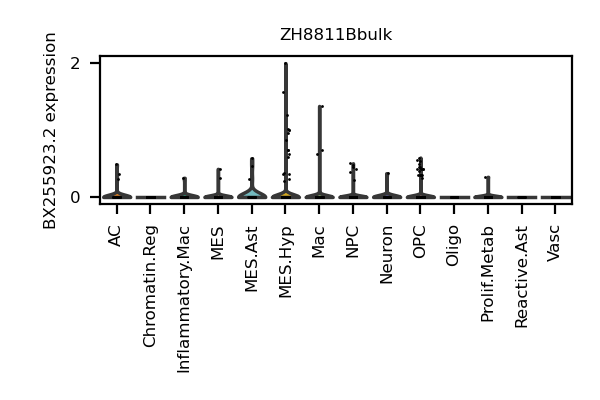 ZH8811Bbulk
BX255923.2 expression
2
0
AC
Chromatin.Reg
Inflammatory.Mac
MES
MES.Ast
MES.Hyp
Mac
NPC
Neuron
OPC
Oligo
Prolif.Metab
Reactive.Ast
Vasc